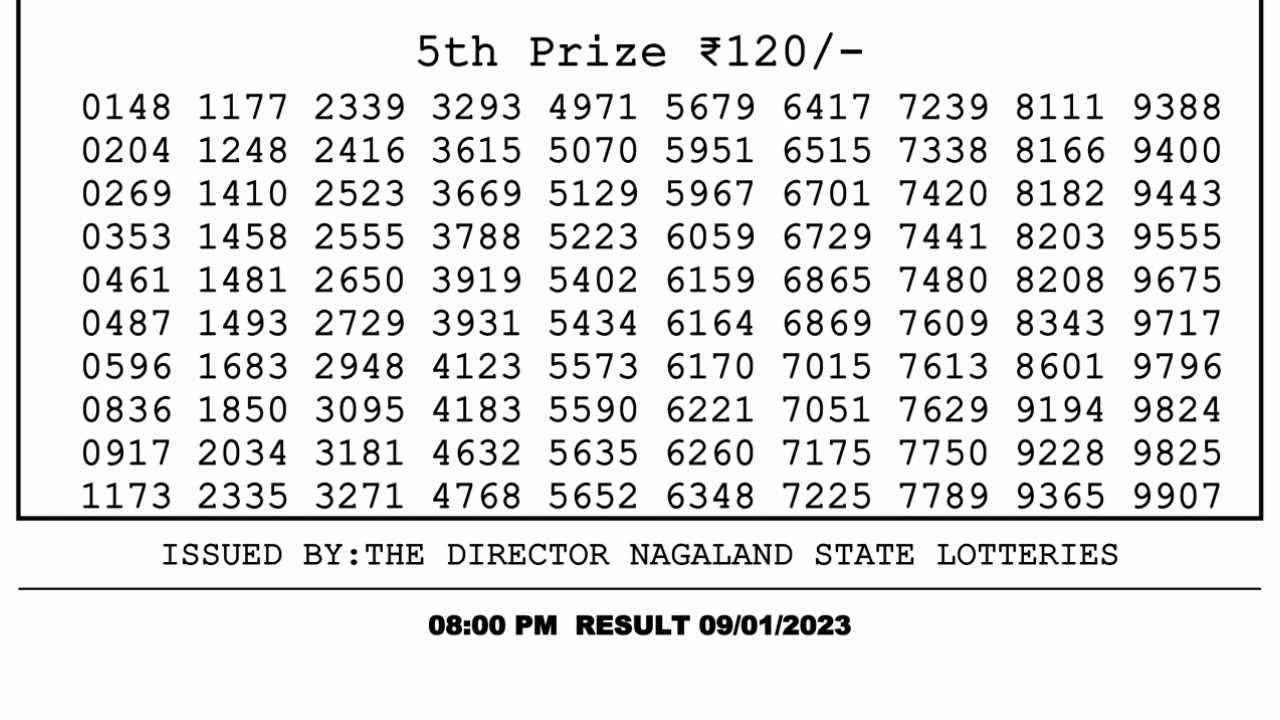 5th Prize ₹120/-
0148 1177 2339 3293 4971 5679 6417 7239 8111 9388
0204 1248 2416 3615 5070 5951 6515 7338 8166 9400
0269 1410 2523 3669 5129 5967 6701 7420 8182 9443
0353 1458 2555 3788 5223 6059 6729 7441 8203 9555
0461 1481 2650 3919 5402 6159 6865 7480 8208 9675
0487 1493 2729 3931 5434 6164 6869 7609 8343 9717
0596 1683 2948 4123 5573 6170 7015 7613 8601 9796
0836 1850 3095 4183 5590 6221 7051 7629 9194 9824
0917 2034 3181 4632 5635 6260 7175 7750 9228 9825
1173 2335 3271 4768 5652 6348 7225 7789 9365 9907
ISSUED BY:THE DIRECTOR NAGALAND STATE LOTTERIES
08:00 PM RESULT 09/01/2023